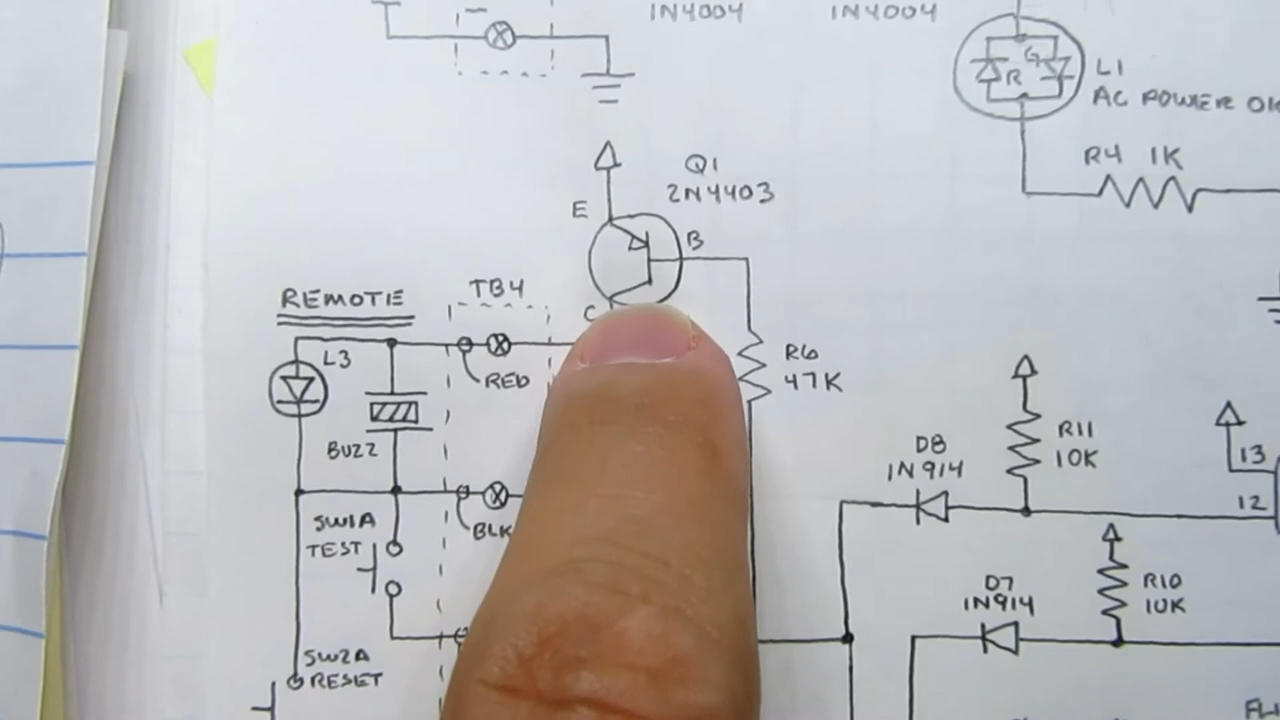 1N4004
1N4004
R
G
L1
AC POWER
R4 1K
Q1
2N4403
E
B
C
TB4
REMOTE
L3
RED
R6
47K
BUZZ
BLK
SW1A
TEST
SW2A
RESET
D8
1N914
R11
10K
13
12
D7
1N914
R10
10K